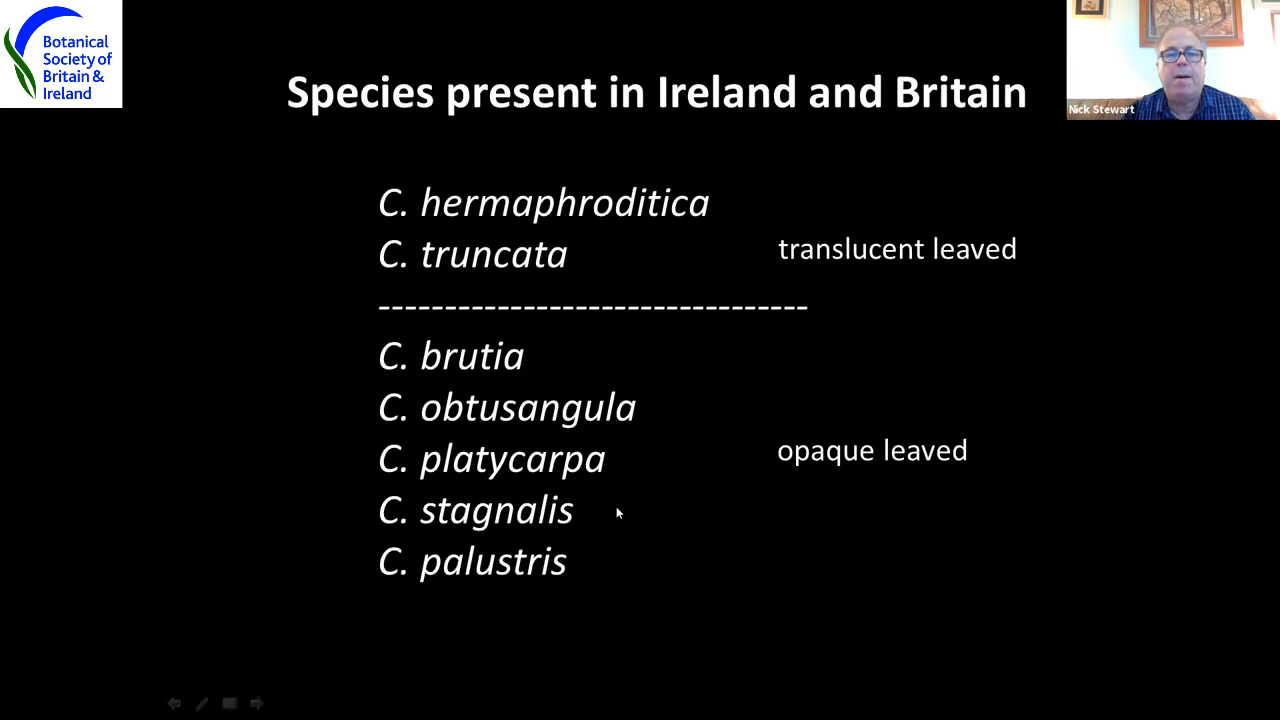 Botanical
Society of
Britain &
Ireland
Species present in Ireland and Britain
Nick Stewart
C. hermaphroditica
C. truncata
translucent leaved
---------------------------------
C. brutia
C. obtusangula
C. platycarpa
opaque leaved
C. stagnalis
C. palustris